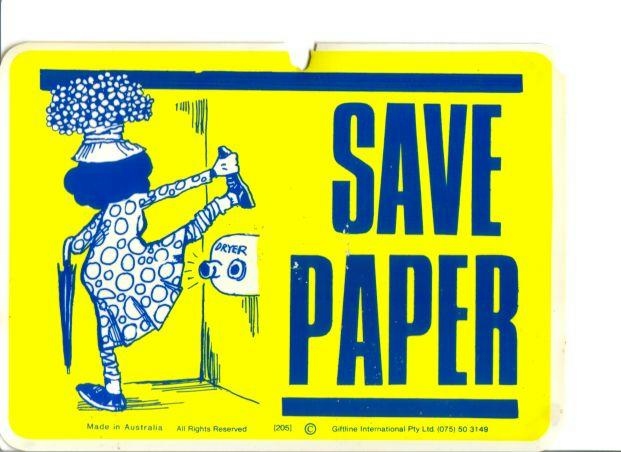 SAVE
PAPER
DRYER
Made in Australia All Rights Reserved [205] © Giftline International Pty Ltd. (075) 50 3149